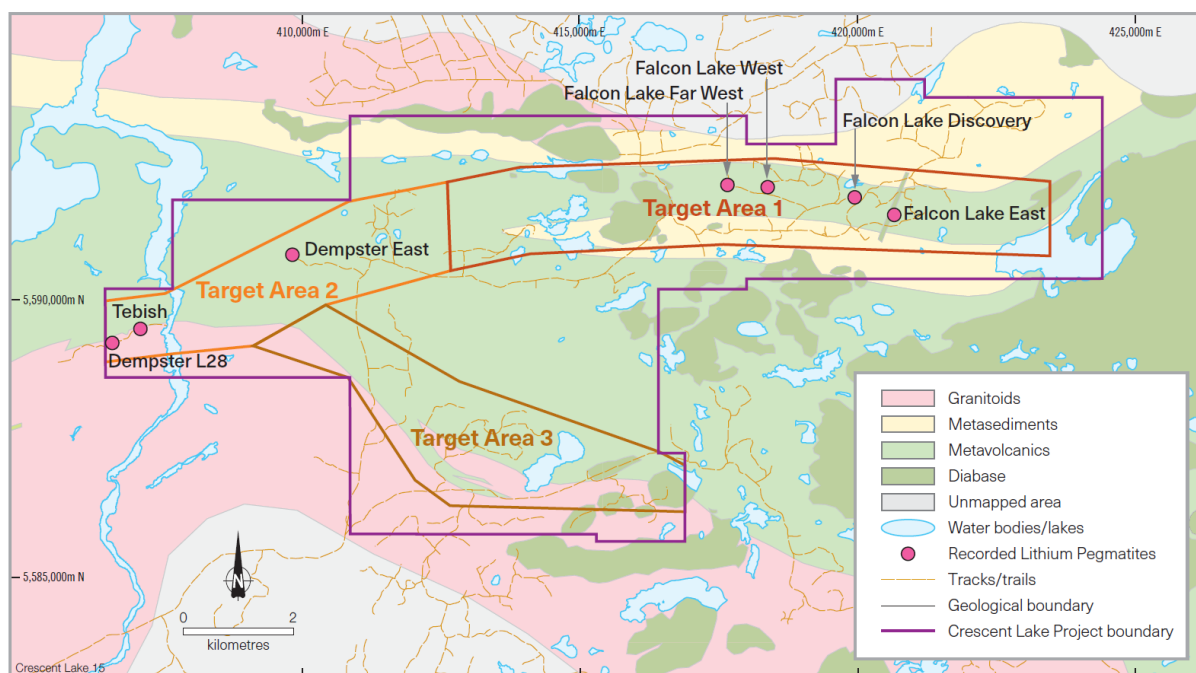 410,000m E
415,000m E
420,000m E
425,000m E
Falcon Lake West
Falcon Lake Far West
Falcon Lake Discovery
Target Area 1
Falcon Lake East
Dempster East
Target Area 2
5,590,000m N
Tebish
Dempster L28
Target Area 3
5,585,000m N
N
0 2
kilometres
Crescent Lake 15
Granitoids
Metasediments
Metavolcanics
Diabase
Unmapped area
Water bodies/lakes
Recorded Lithium Pegmatites
Tracks/trails
Geological boundary
Crescent Lake Project boundary